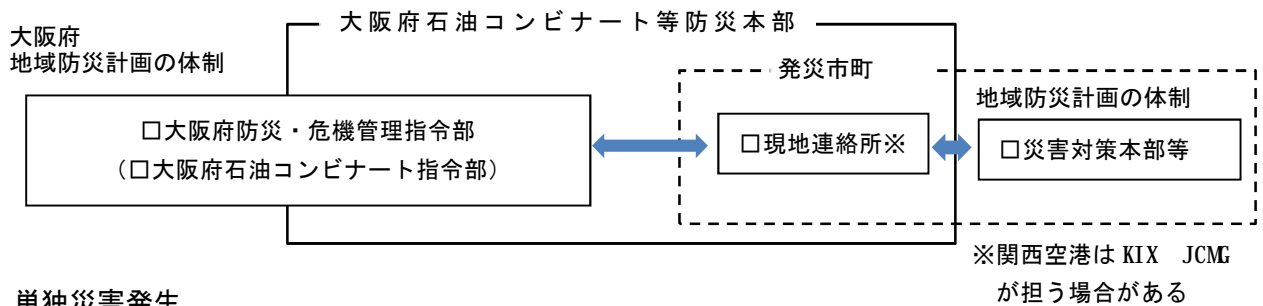 大阪府石油コンビナート等防災本部
大阪府
地域防災計画の体制
発災市町
地域防災計画の体制
□大阪府防災・危機管理指令部
（□大阪府石油コンビナート指令部）
□現地連絡所※
□災害対策本部等
※関西空港は KIX JCMG
が担う場合がある
単独災害発生